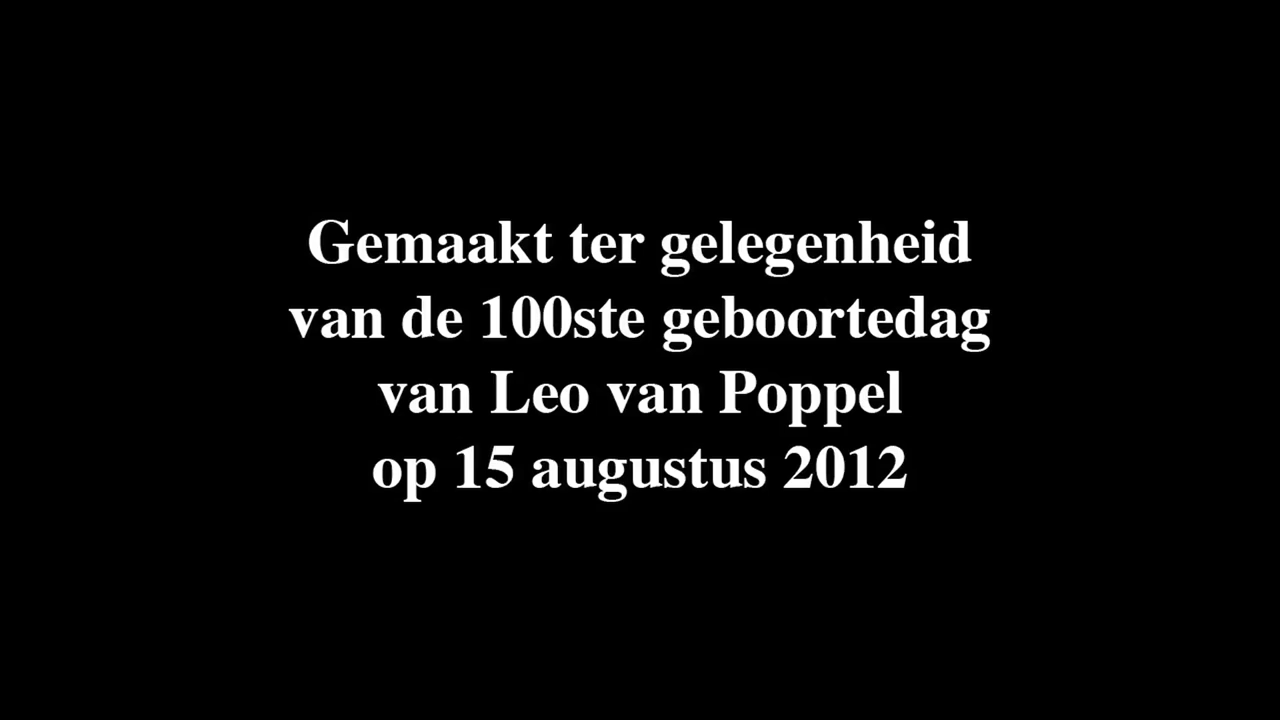 Gemaakt ter gelegenheid
van de 100ste geboortedag
van Leo van Poppel
op 15 augustus 2012